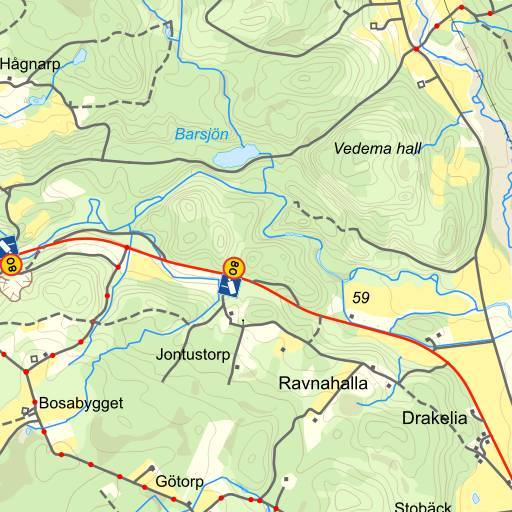 Hågnarp
Barsjön
Vedema hall
80
80
59
Jontustorp
Ravnahalla
Bosabygget
Drakelia
Götorp
Stobäck